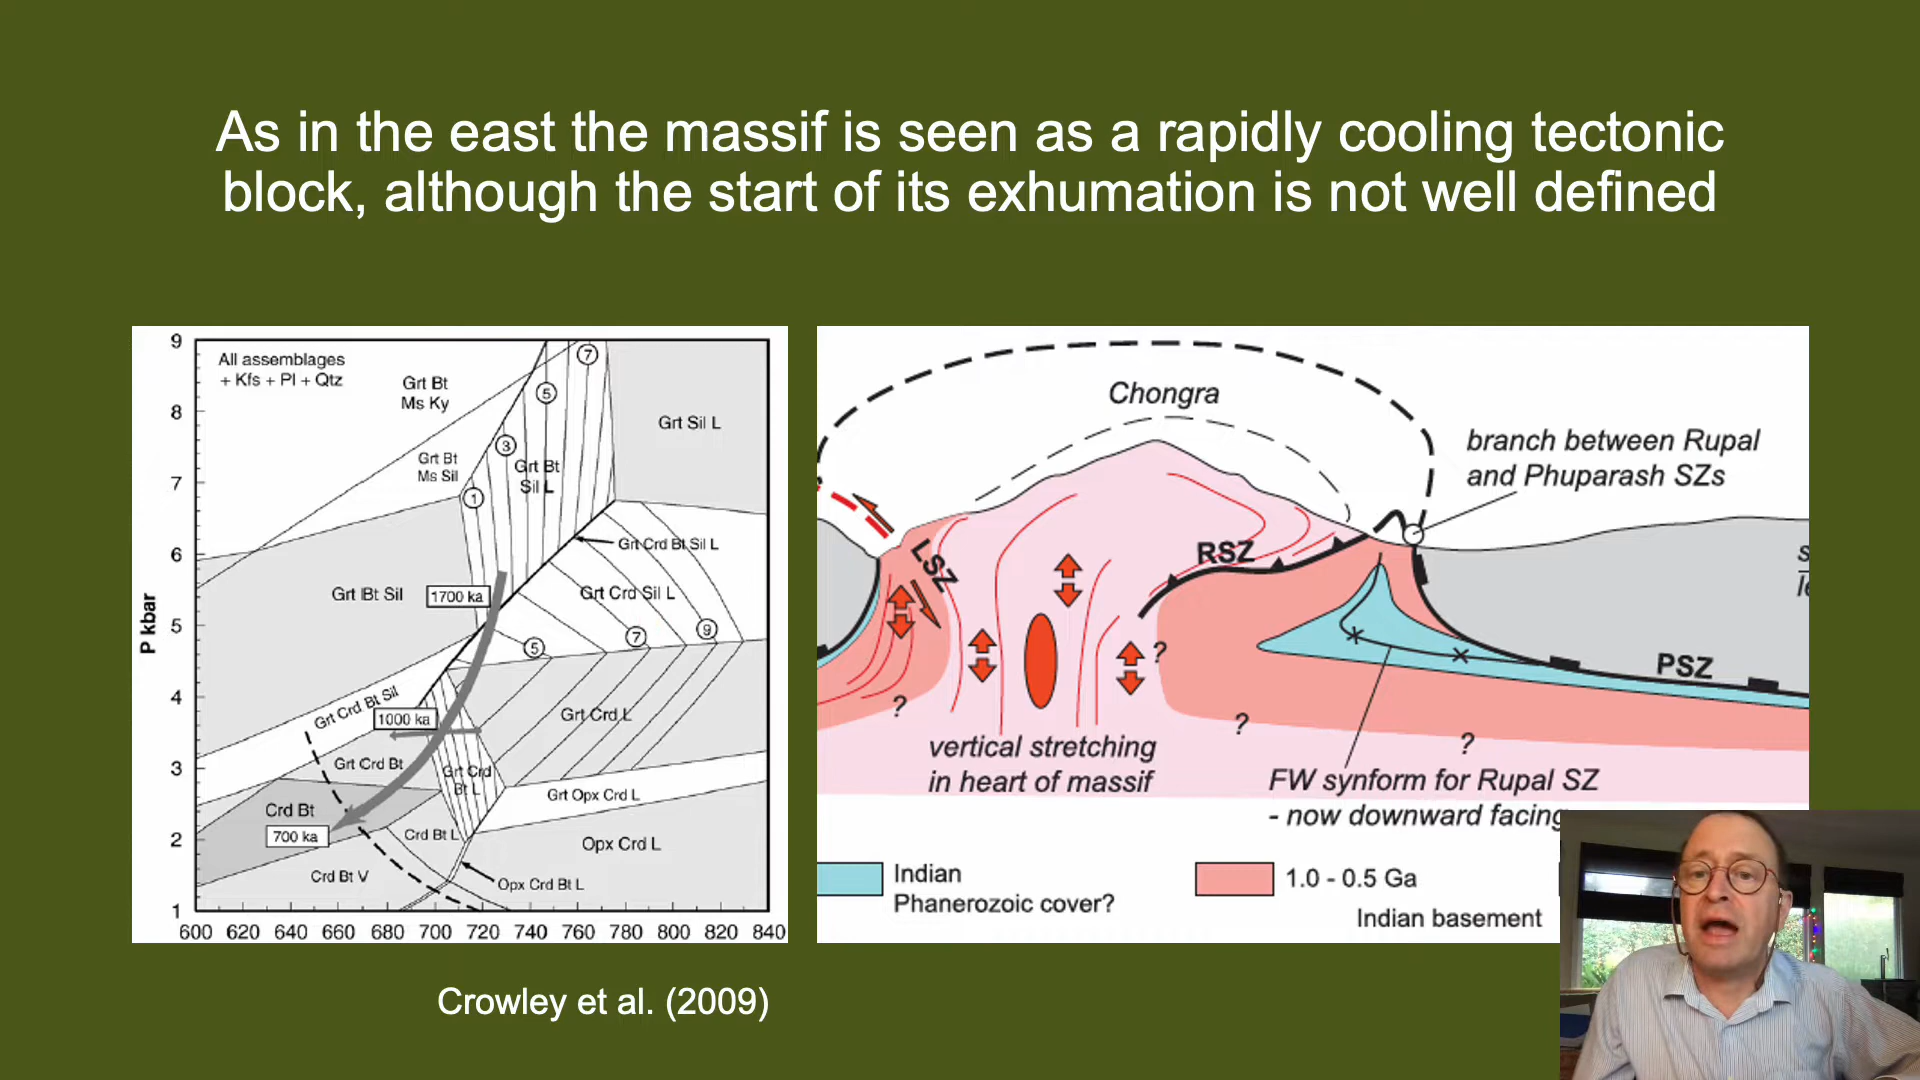 As in the east the massif is seen as a rapidly cooling tectonic
block, although the start of its exhumation is not well defined
9
8
7
6
5
4
3
2
1
P kbar
600 620 640 660 680 700 720 740 760 780 800 820 840
All assemblages
+ Kfs + Pl + Qtz
Grt Bt
Ms Ky
7
5
3
1
Grt Sil L
Grt Bt
Ms Sil
Grt Bt
Sil L
Grt Crd Bt Sil L
Grt Bt Sil
1700 ka
Grt Crd Sil L
5
7
9
Grt Crd Bt Sil
1000 ka
Grt Crd L
Grt Crd Bt
Grt Crd
Bt L
Grt Opx Crd L
Crd Bt
700 ka
Crd Bt L
Opx Crd L
Crd Bt V
Opx Crd Bt L
Chongra
branch between Rupal
and Phuparash SZs
LSZ
RSZ
PSZ
?
?
?
?
vertical stretching
in heart of massif
FW synform for Rupal SZ
- now downward facing
Indian
Phanerozoic cover?
1.0 - 0.5 Ga
Indian basement
Crowley et al. (2009)